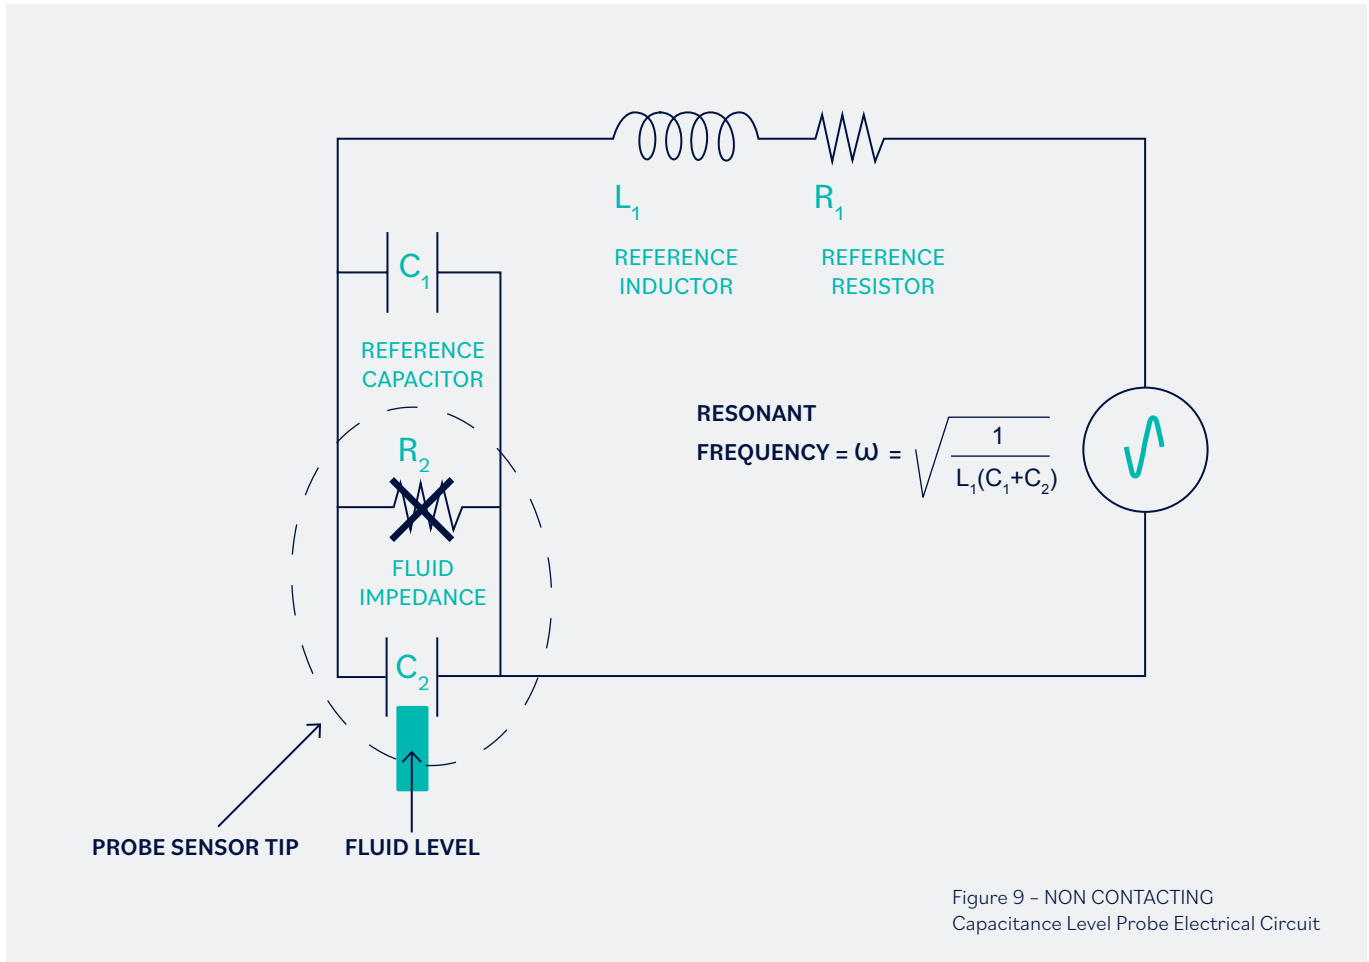 L1
R1
REFERENCE
INDUCTOR
REFERENCE
RESISTOR
C1
REFERENCE
CAPACITOR
R2
FLUID
IMPEDANCE
C2
RESONANT
FREQUENCY = ω = √ 1
L1(C1+C2)
PROBE SENSOR TIP
FLUID LEVEL
Figure 9 – NON CONTACTING
Capacitance Level Probe Electrical Circuit